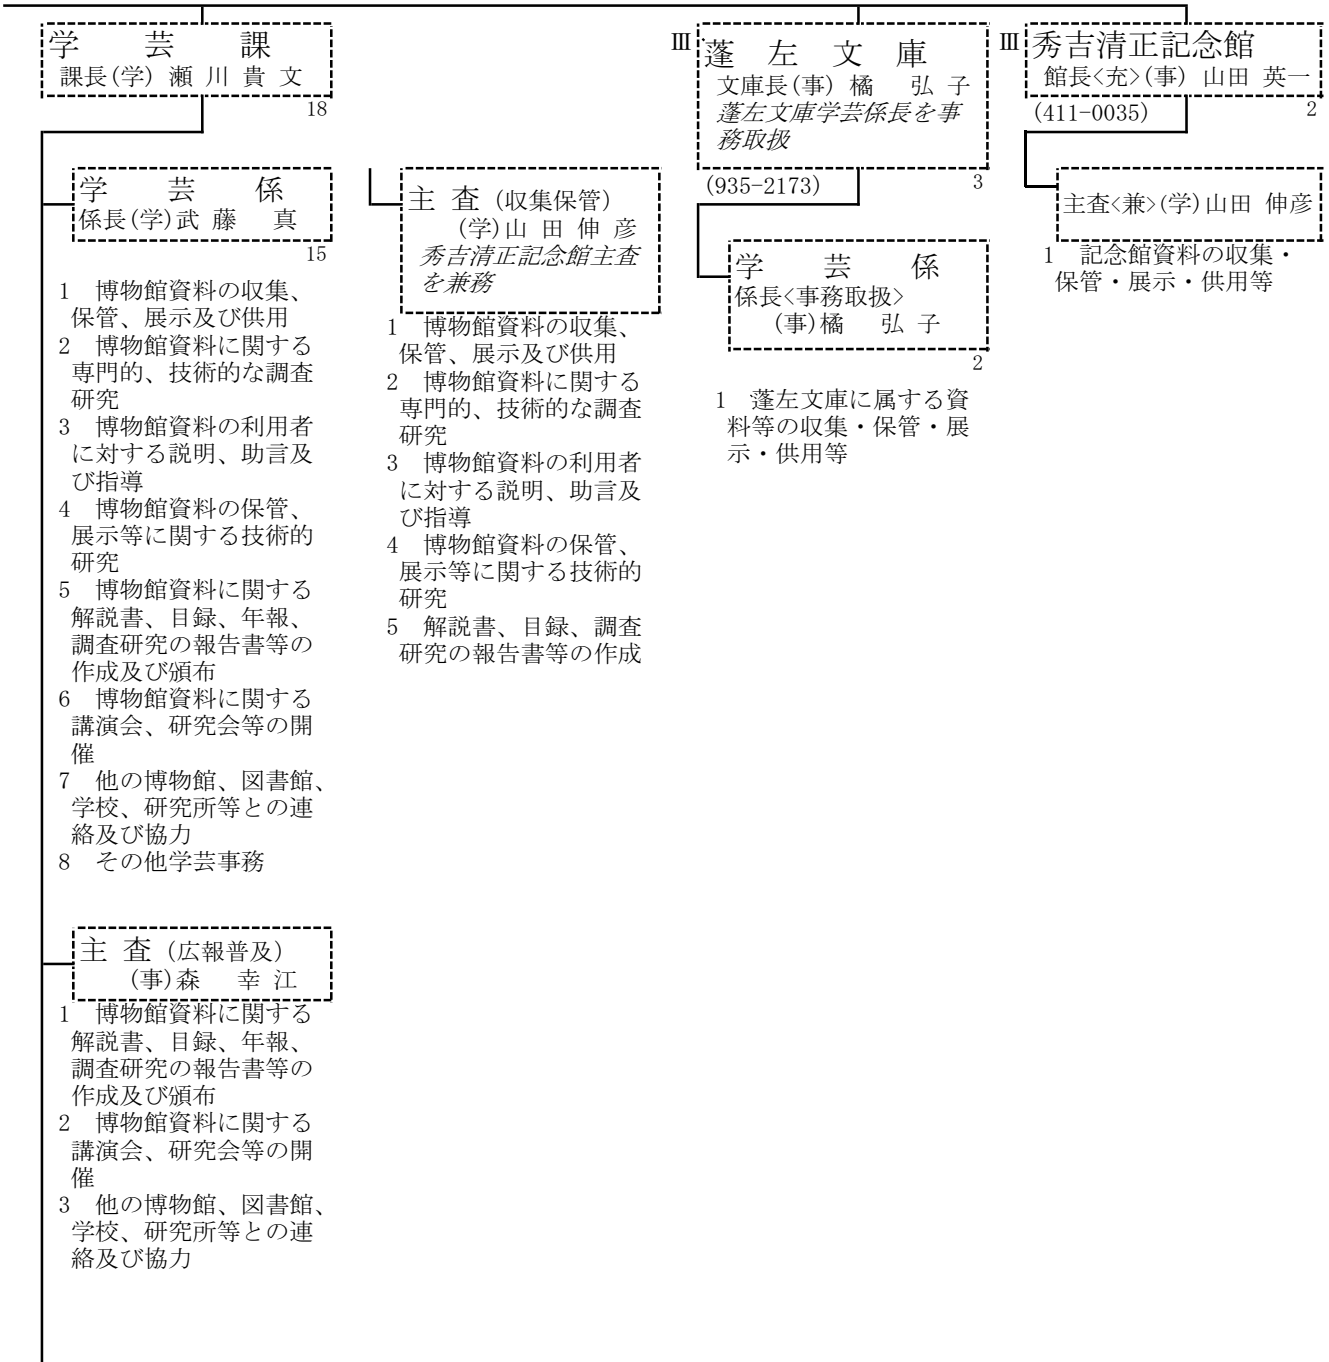 学芸課
課長(学) 瀬川貴文
18
学芸係
係長(学)武藤 真
15
1 博物館資料の収集、
保管、展示及び供用
2 博物館資料に関する
専門的、技術的な調査
研究
3 博物館資料の利用者
に対する説明、助言及
び指導
4 博物館資料の保管、
展示等に関する技術的
研究
5 博物館資料に関する
解説書、目録、年報、
調査研究の報告書等の
作成及び頒布
6 博物館資料に関する
講演会、研究会等の開
催
7 他の博物館、図書館、
学校、研究所等との連
絡及び協力
8 その他学芸事務
主査(広報普及)
(事)森 幸江
1 博物館資料に関する
解説書、目録、年報、
調査研究の報告書等の
作成及び頒布
2 博物館資料に関する
講演会、研究会等の開
催
3 他の博物館、図書館、
学校、研究所等との連
絡及び協力
主査(収集保管)
(学)山田伸彦
秀吉清正記念館主査
を兼務
1 博物館資料の収集、
保管、展示及び供用
2 博物館資料に関する
専門的、技術的な調査
研究
3 博物館資料の利用者
に対する説明、助言及
び指導
4 博物館資料の保管、
展示等に関する技術的
研究
5 解説書、目録、調査
研究の報告書等の作成
Ⅲ 蓬左文庫
文庫長(事) 橘 弘子
蓬左文庫学芸係長を事
務取扱
(935-2173)
3
学芸係
係長<事務取扱>
(事)橘 弘子
2
1 蓬左文庫に属する資
料等の収集・保管・展
示・供用等
Ⅲ 秀吉清正記念館
館長<充>(事) 山田 英一
(411-0035)
2
主査<兼>(学)山田 伸彦
1 記念館資料の収集・
保管・展示・供用等